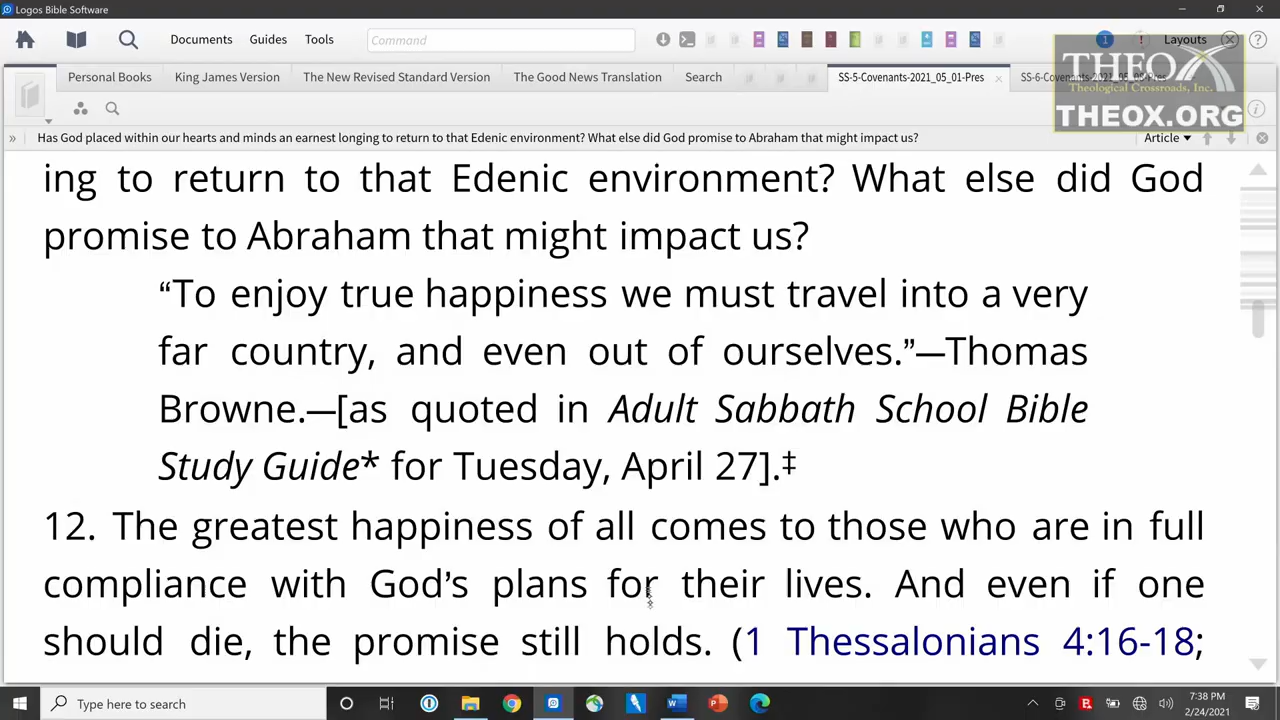 Logos Bible Software
Documents Guides Tools Command Layouts
THEOX
Theological Crossroads, Inc.
THEOX.ORG
Personal Books King James Version The New Revised Standard Version The Good News Translation Search SS-5-Covenants-2021_05_01-Pres
Has God placed within our hearts and minds an earnest longing to return to that Edenic environment? What else did God promise to Abraham that might impact us? Article
ing to return to that Edenic environment? What else did God
promise to Abraham that might impact us?
“To enjoy true happiness we must travel into a very
far country, and even out of ourselves.”—Thomas
Browne.—[as quoted in Adult Sabbath School Bible
Study Guide* for Tuesday, April 27].‡
12. The greatest happiness of all comes to those who are in full
compliance with God’s plans for their lives. And even if one
should die, the promise still holds. (1 Thessalonians 4:16-18;
Type here to search
7:38 PM
2/24/2021